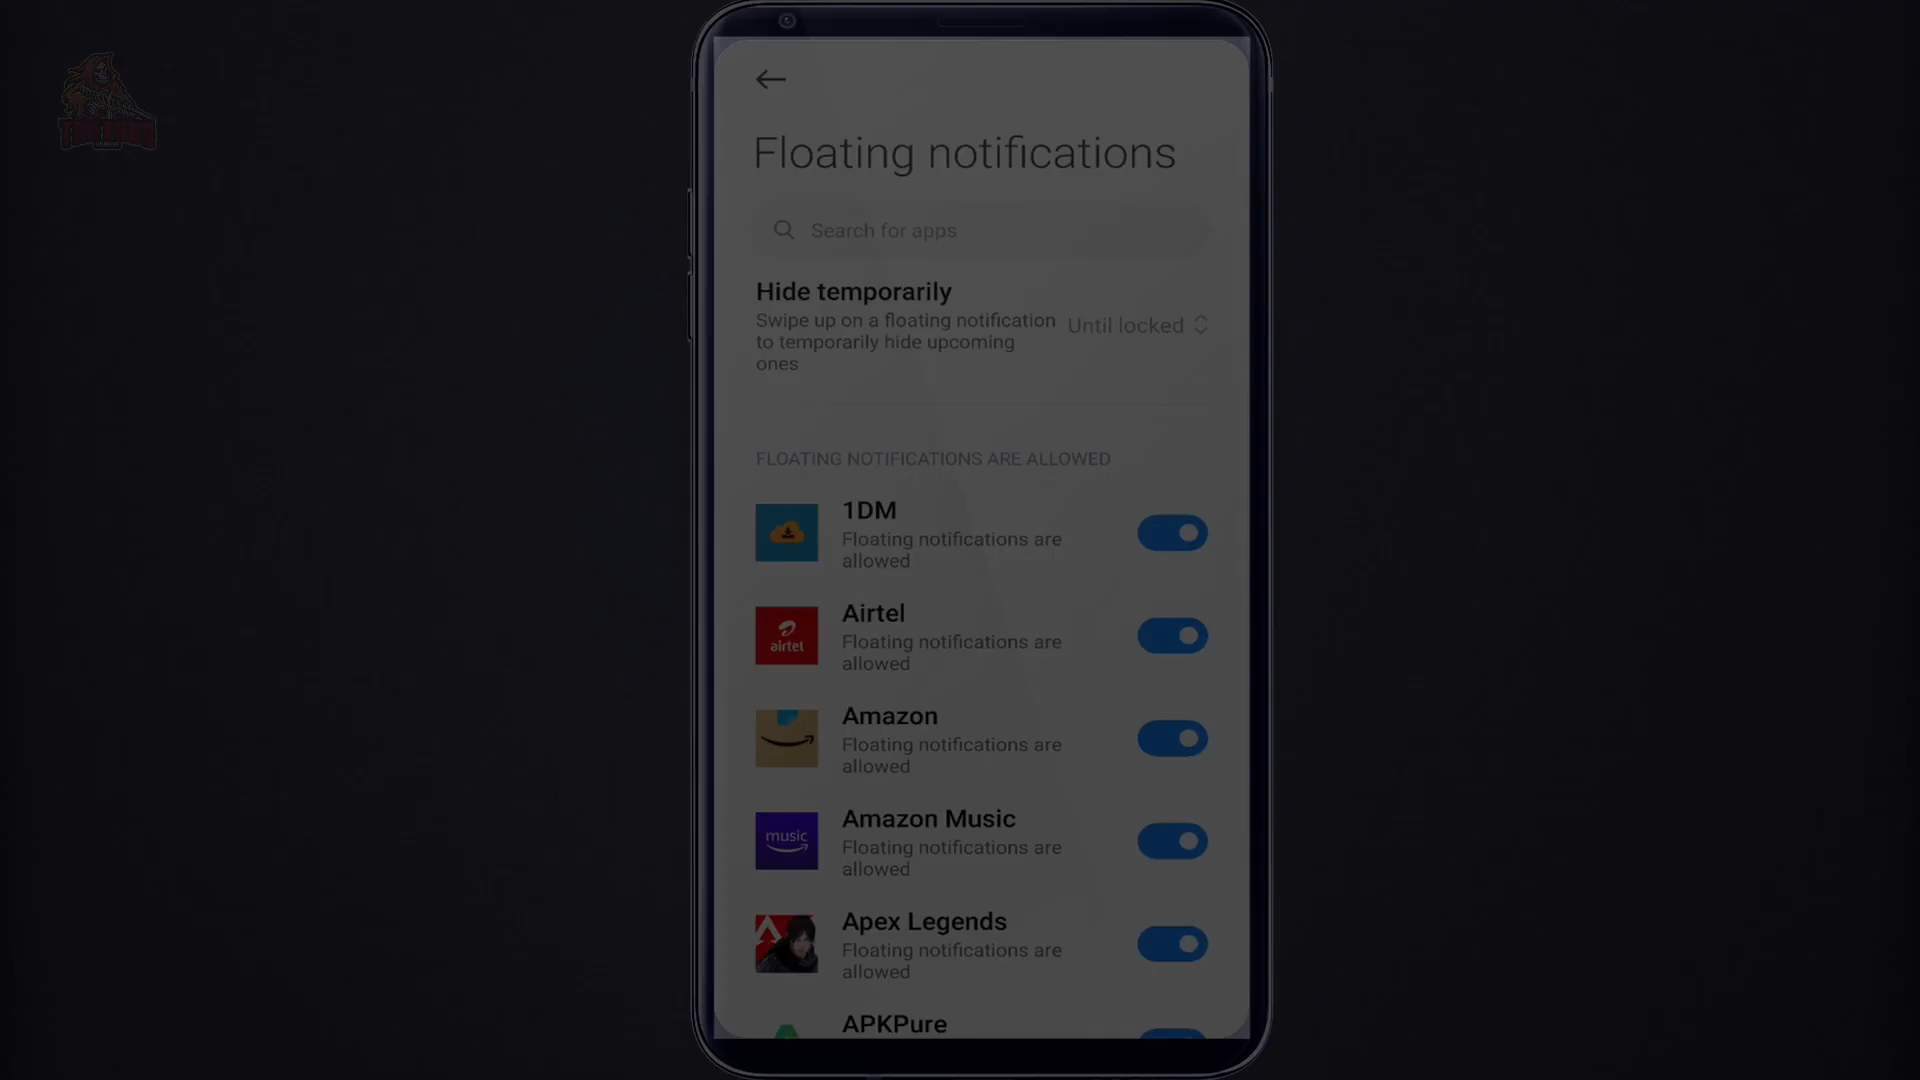 Floating notifications
Search for apps
Hide temporarily
Swipe up on a floating notification
to temporarily hide upcoming
ones
Until locked
FLOATING NOTIFICATIONS ARE ALLOWED
1DM
Floating notifications are
allowed
airtel
Airtel
Floating notifications are
allowed
Amazon
Floating notifications are
allowed
music
Amazon Music
Floating notifications are
allowed
Apex Legends
Floating notifications are
allowed
APKPure